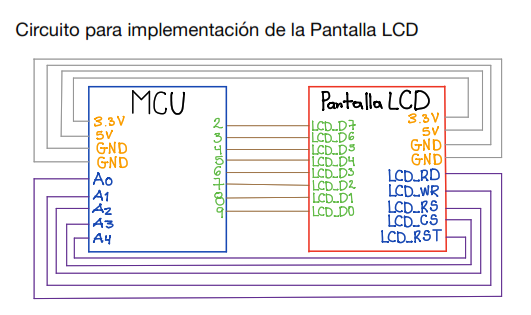 Circuito para implementación de la Pantalla LCD
MCU
3.3V
5V
GND
GND
A0
A1
A2
A3
A4
2
3
4
5
6
7
8
9
Pantalla LCD
LCD_D7
LCD_D6
LCD_D5
LCD_D4
LCD_D3
LCD_D2
LCD_D1
LCD_D0
3.3V
5V
GND
GND
LCD_RD
LCD_WR
LCD_RS
LCD_CS
LCD_RST